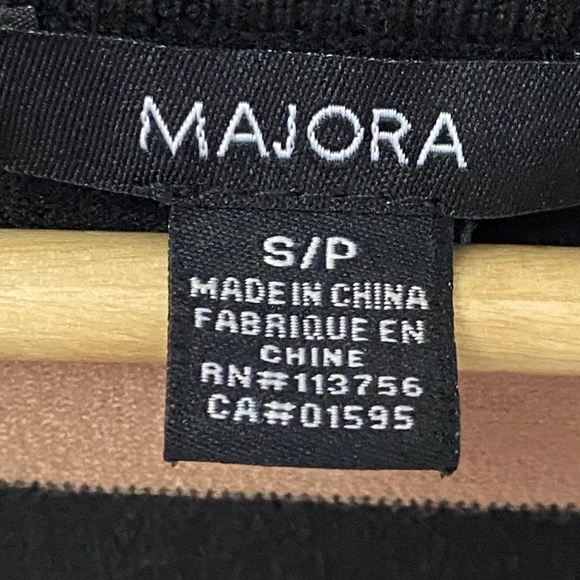 MAJORA
S/P
MADE IN CHINA
FABRIQUE EN
CHINE
RN#113756
CA#01595